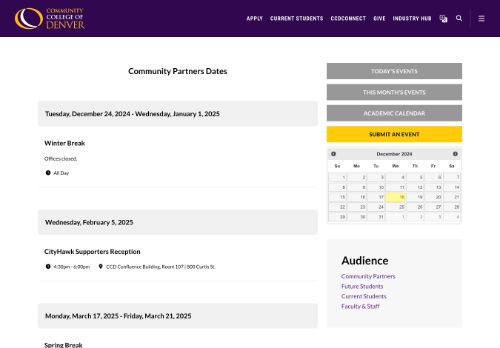 COMMUNITY
COLLEGE OF
DENVER
APPLY CURRENT STUDENTS CCDCONNECT GIVE INDUSTRY HUB
Community Partners Dates
Tuesday, December 24, 2024 - Wednesday, January 1, 2025
Winter Break
Offices closed.
All Day
Wednesday, February 5, 2025
CityHawk Supporters Reception
4:30pm - 6:00pm CCD Confluence Building, Room 107 | 800 Curtis St.
Monday, March 17, 2025 - Friday, March 21, 2025
Spring Break
TODAY'S EVENTS
THIS MONTH'S EVENTS
ACADEMIC CALENDAR
SUBMIT AN EVENT
December 2024
Su Mo Tu We Th Fr Sa
1 2 3 4 5 6 7
8 9 10 11 12 13 14
15 16 17 18 19 20 21
22 23 24 25 26 27 28
29 30 31 1 2 3 4
Audience
Community Partners
Future Students
Current Students
Faculty & Staff